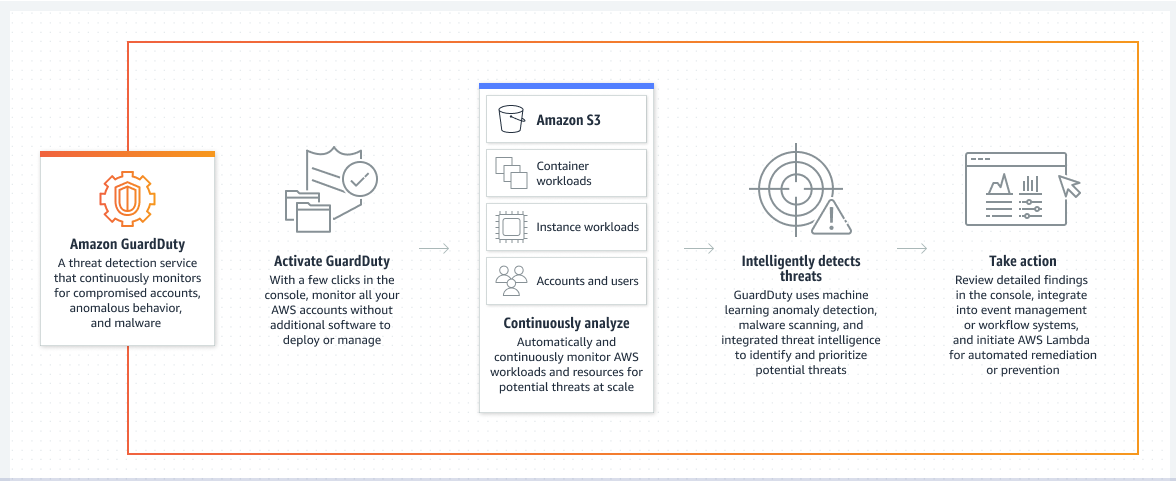 Amazon GuardDuty
A threat detection service
that continuously monitors
for compromised accounts,
anomalous behavior,
and malware
Activate GuardDuty
With a few clicks in the
console, monitor all your
AWS accounts without
additional software to
deploy or manage
Amazon S3
Container
workloads
Instance workloads
Accounts and users
Continuously analyze
Automatically and
continuously monitor AWS
workloads and resources for
potential threats at scale
Intelligently detects
threats
GuardDuty uses machine
learning anomaly detection,
malware scanning, and
integrated threat intelligence
to identify and prioritize
potential threats
Take action
Review detailed findings
in the console, integrate
into event management
or workflow systems,
and initiate AWS Lambda
for automated remediation
or prevention